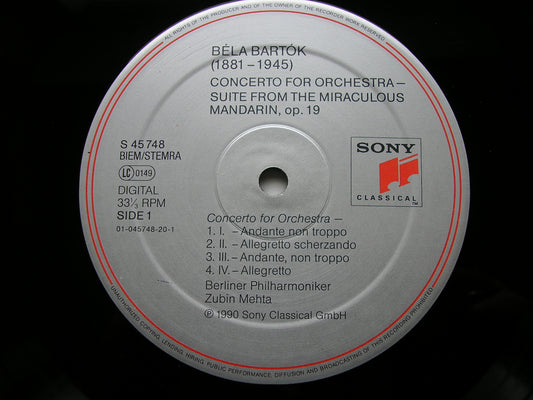 ALL RIGHTS OF THE PRODUCER AND OF THE OWNER OF THE RECORDED WORK RESERVED
BÉLA BARTÓK
(1881–1945)
CONCERTO FOR ORCHESTRA–
SUITE FROM THE MIRACULOUS
MANDARIN, op. 19
S 45748
BIEM/STEMRA
LC 0149
DIGITAL
33⅓ RPM
SIDE 1
01-045748-20-1
SONY
CLASSICAL™
Concerto for Orchestra –
1. I. – Andante non troppo
2. II. – Allegretto scherzando
3. III. – Andante, non troppo
4. IV. – Allegretto
Berliner Philharmoniker
Zubin Mehta
℗ 1990 Sony Classical GmbH
UNAUTHORIZED COPYING, LENDING, HIRING, PUBLIC PERFORMANCE, DIFFUSION AND BROADCASTING OF THIS RECORD PROHIBITED